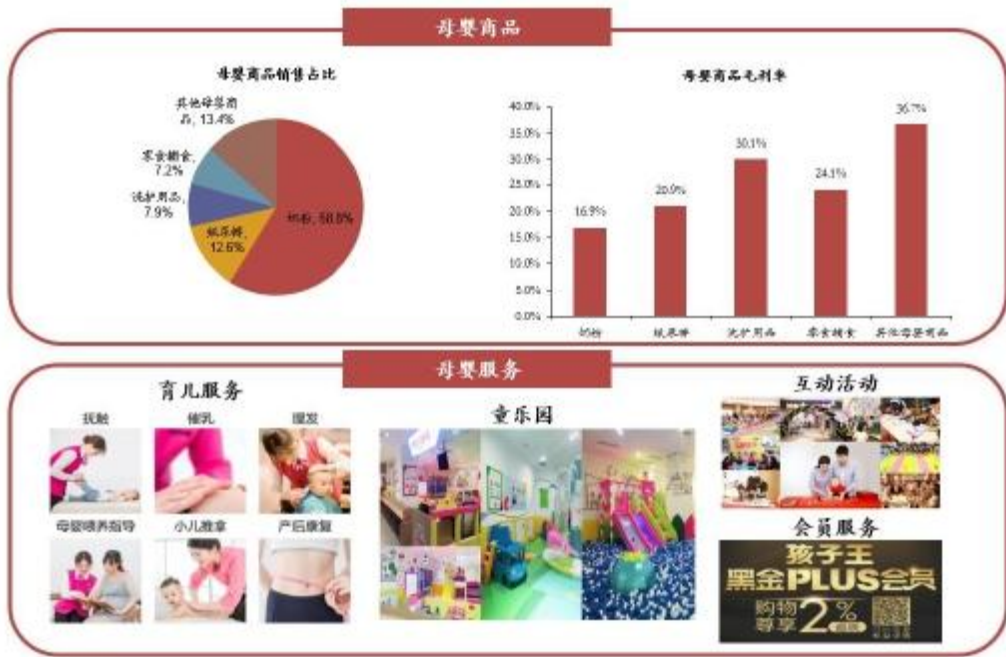 母婴商品
母婴商品销售占比
其他母婴商
品, 13.4%
零食辅食,
7.2%
洗护用品,
7.9%
纸尿裤,
12.6%
奶粉, 58.8%
母婴商品毛利率
40.0%
35.0%
30.0%
25.0%
20.0%
15.0%
10.0%
5.0%
0.0%
16.9%
20.9%
30.1%
24.1%
36.7%
奶粉
纸尿裤
洗护用品
零食辅食
其他母婴商品
母婴服务
育儿服务
抚触
催乳
理发
母婴喂养指导
小儿推拿
产后康复
童乐园
互动活动
会员服务
孩子王
黑金PLUS会员
购物
尊享
2%